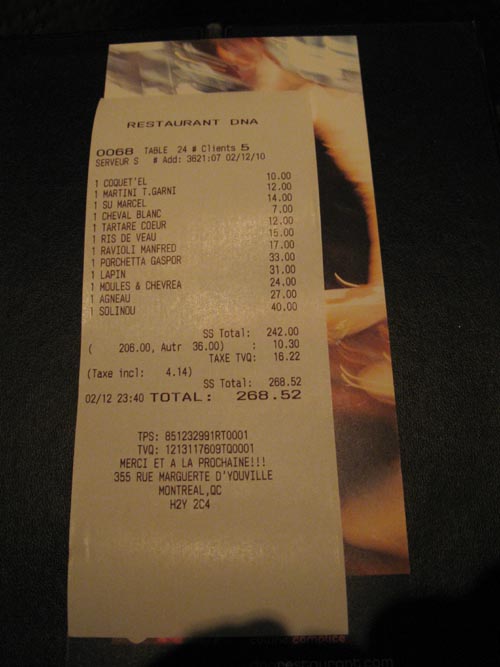 RESTAURANT DNA
0068 TABLE 24 # Clients 5
SERVEUR S # Add: 3621:07 02/12/10
1 COQUET'EL 10.00
1 MARTINI T.GARNI 12.00
1 SU MARCEL 14.00
1 CHEVAL BLANC 7.00
1 TARTARE COEUR 12.00
1 RIS DE VEAU 15.00
1 RAVIOLI MANFRED 17.00
1 PORCHETTA GASPOR 33.00
1 LAPIN 31.00
1 MOULES & CHEVREA 24.00
1 AGNEAU 27.00
1 SOLINOU 40.00
SS Total: 242.00
( 206.00, Autr 36.00) : 10.30
TAXE TVQ: 16.22
(Taxe incl: 4.14)
SS Total: 268.52
02/12 23:40 TOTAL: 268.52
TPS: 851232991RT0001
TVQ: 1213117609TQ0001
MERCI ET A LA PROCHAINE!!!
355 RUE MARGUERTE D'YOUVILLE
MONTREAL,QC
H2Y 2C4
complice